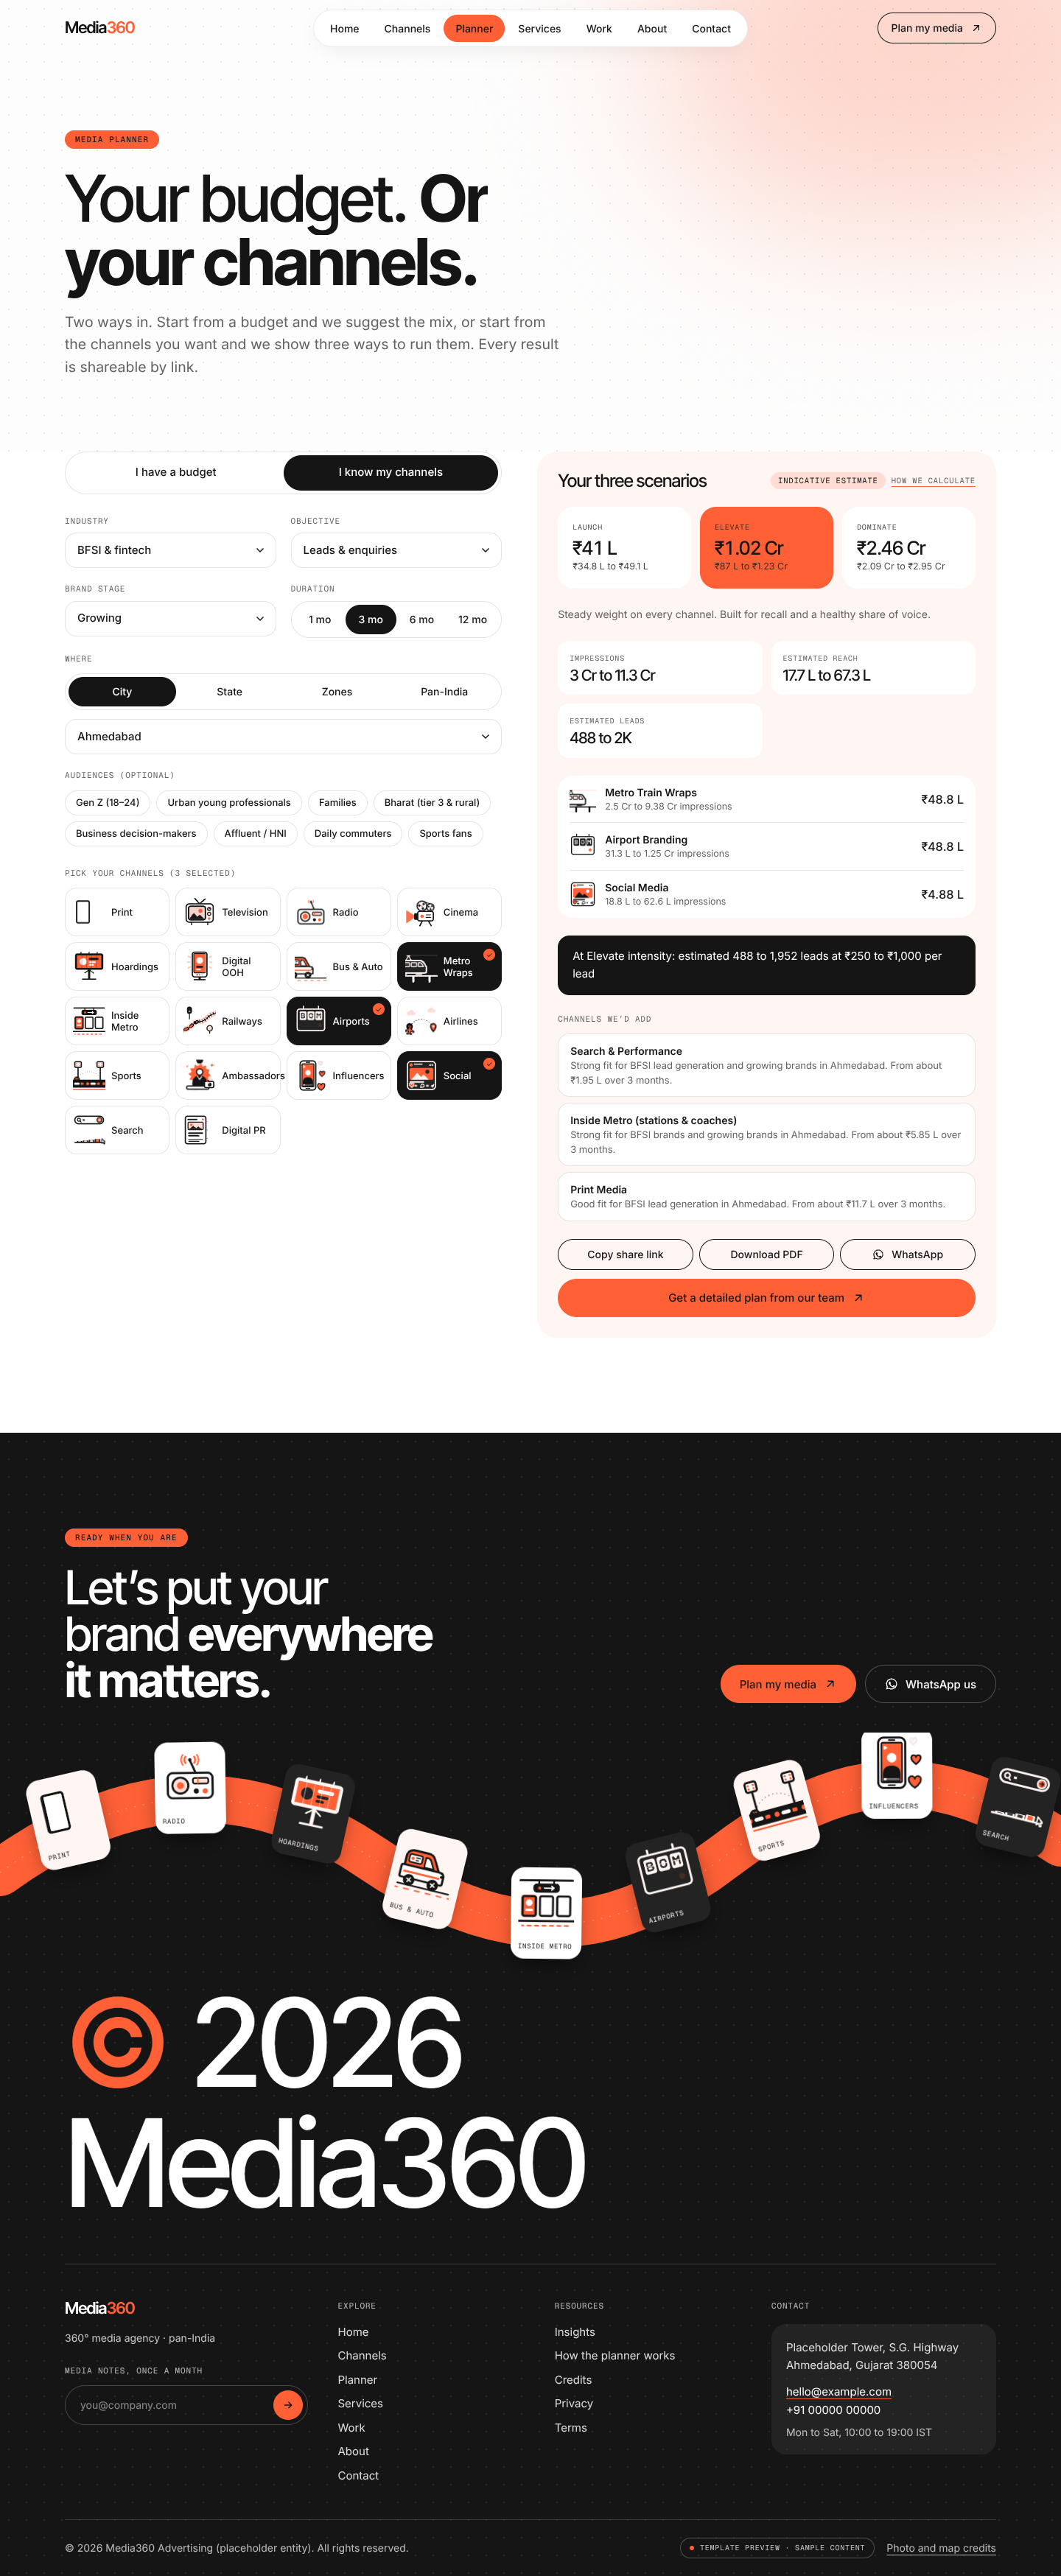 Media360
Home
Channels
Planner
Services
Work
About
Contact
Plan my media
MEDIA PLANNER
Your budget. Or
your channels.
Two ways in. Start from a budget and we suggest the mix, or start from
the channels you want and we show three ways to run them. Every result
is shareable by link.
I have a budget
I know my channels
INDUSTRY
OBJECTIVE
BFSI & fintech
Leads & enquiries
BRAND STAGE
DURATION
Growing
1 mo
3 mo
6 mo
12 mo
WHERE
City
State
Zones
Pan-India
Ahmedabad
AUDIENCES (OPTIONAL)
Gen Z (18–24)
Urban young professionals
Families
Bharat (tier 3 & rural)
Business decision-makers
Affluent / HNI
Daily commuters
Sports fans
PICK YOUR CHANNELS (3 SELECTED)
Print
Television
Radio
Cinema
Hoardings
Digital
OOH
Bus & Auto
Metro
Wraps
Inside
Metro
Railways
BOM
Airports
Airlines
Sports
Ambassadors
Influencers
Social
Search
Digital PR
Your three scenarios
INDICATIVE ESTIMATE
HOW WE CALCULATE
LAUNCH
₹41 L
₹34.8 L to ₹49.1 L
ELEVATE
₹1.02 Cr
₹87 L to ₹1.23 Cr
DOMINATE
₹2.46 Cr
₹2.09 Cr to ₹2.95 Cr
Steady weight on every channel. Built for recall and a healthy share of voice.
IMPRESSIONS
3 Cr to 11.3 Cr
ESTIMATED REACH
17.7 L to 67.3 L
ESTIMATED LEADS
488 to 2K
Metro Train Wraps
2.5 Cr to 9.38 Cr impressions
₹48.8 L
BOM
Airport Branding
31.3 L to 1.25 Cr impressions
₹48.8 L
Social Media
18.8 L to 62.6 L impressions
₹4.88 L
At Elevate intensity: estimated 488 to 1,952 leads at ₹250 to ₹1,000 per
lead
CHANNELS WE'D ADD
Search & Performance
Strong fit for BFSI lead generation and growing brands in Ahmedabad. From about
₹1.95 L over 3 months.
Inside Metro (stations & coaches)
Strong fit for BFSI brands and growing brands in Ahmedabad. From about ₹5.85 L over
3 months.
Print Media
Good fit for BFSI lead generation in Ahmedabad. From about ₹11.7 L over 3 months.
Copy share link
Download PDF
WhatsApp
Get a detailed plan from our team
READY WHEN YOU ARE
Let's put your
brand everywhere
it matters.
Plan my media
WhatsApp us
PRINT
RADIO
HOARDINGS
BUS & AUTO
INSIDE METRO
BOM
AIRPORTS
SPORTS
INFLUENCERS
SEARCH
© 2026
Media360
Media360
360° media agency · pan-India
MEDIA NOTES, ONCE A MONTH
you@company.com
EXPLORE
Home
Channels
Planner
Services
Work
About
Contact
RESOURCES
Insights
How the planner works
Credits
Privacy
Terms
CONTACT
Placeholder Tower, S.G. Highway
Ahmedabad, Gujarat 380054
hello@example.com
+91 00000 00000
Mon to Sat, 10:00 to 19:00 IST
© 2026 Media360 Advertising (placeholder entity). All rights reserved.
TEMPLATE PREVIEW · SAMPLE CONTENT
Photo and map credits